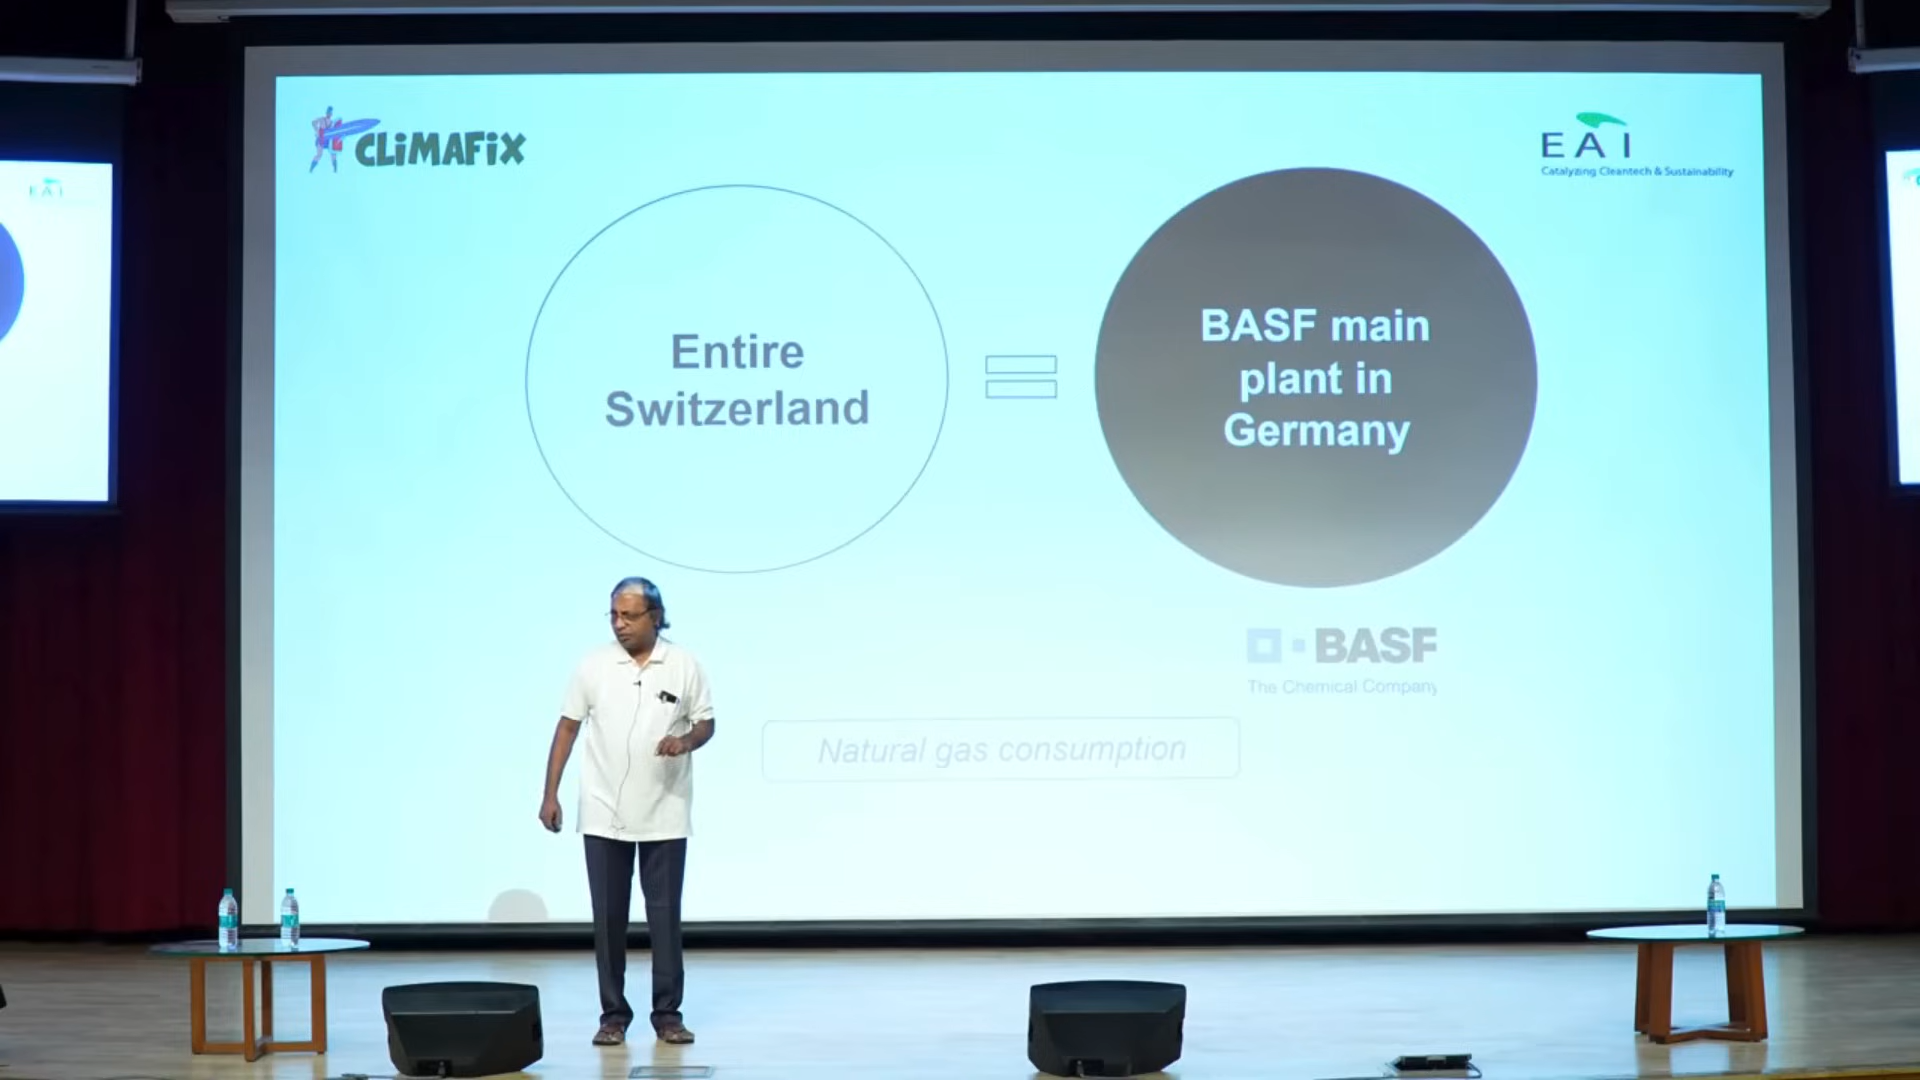 CLiMAFiX
EAI
Catalyzing Cleantech & Sustainability
Entire
Switzerland
BASF main
plant in
Germany
BASF
The Chemical Company
Natural gas consumption
EAI